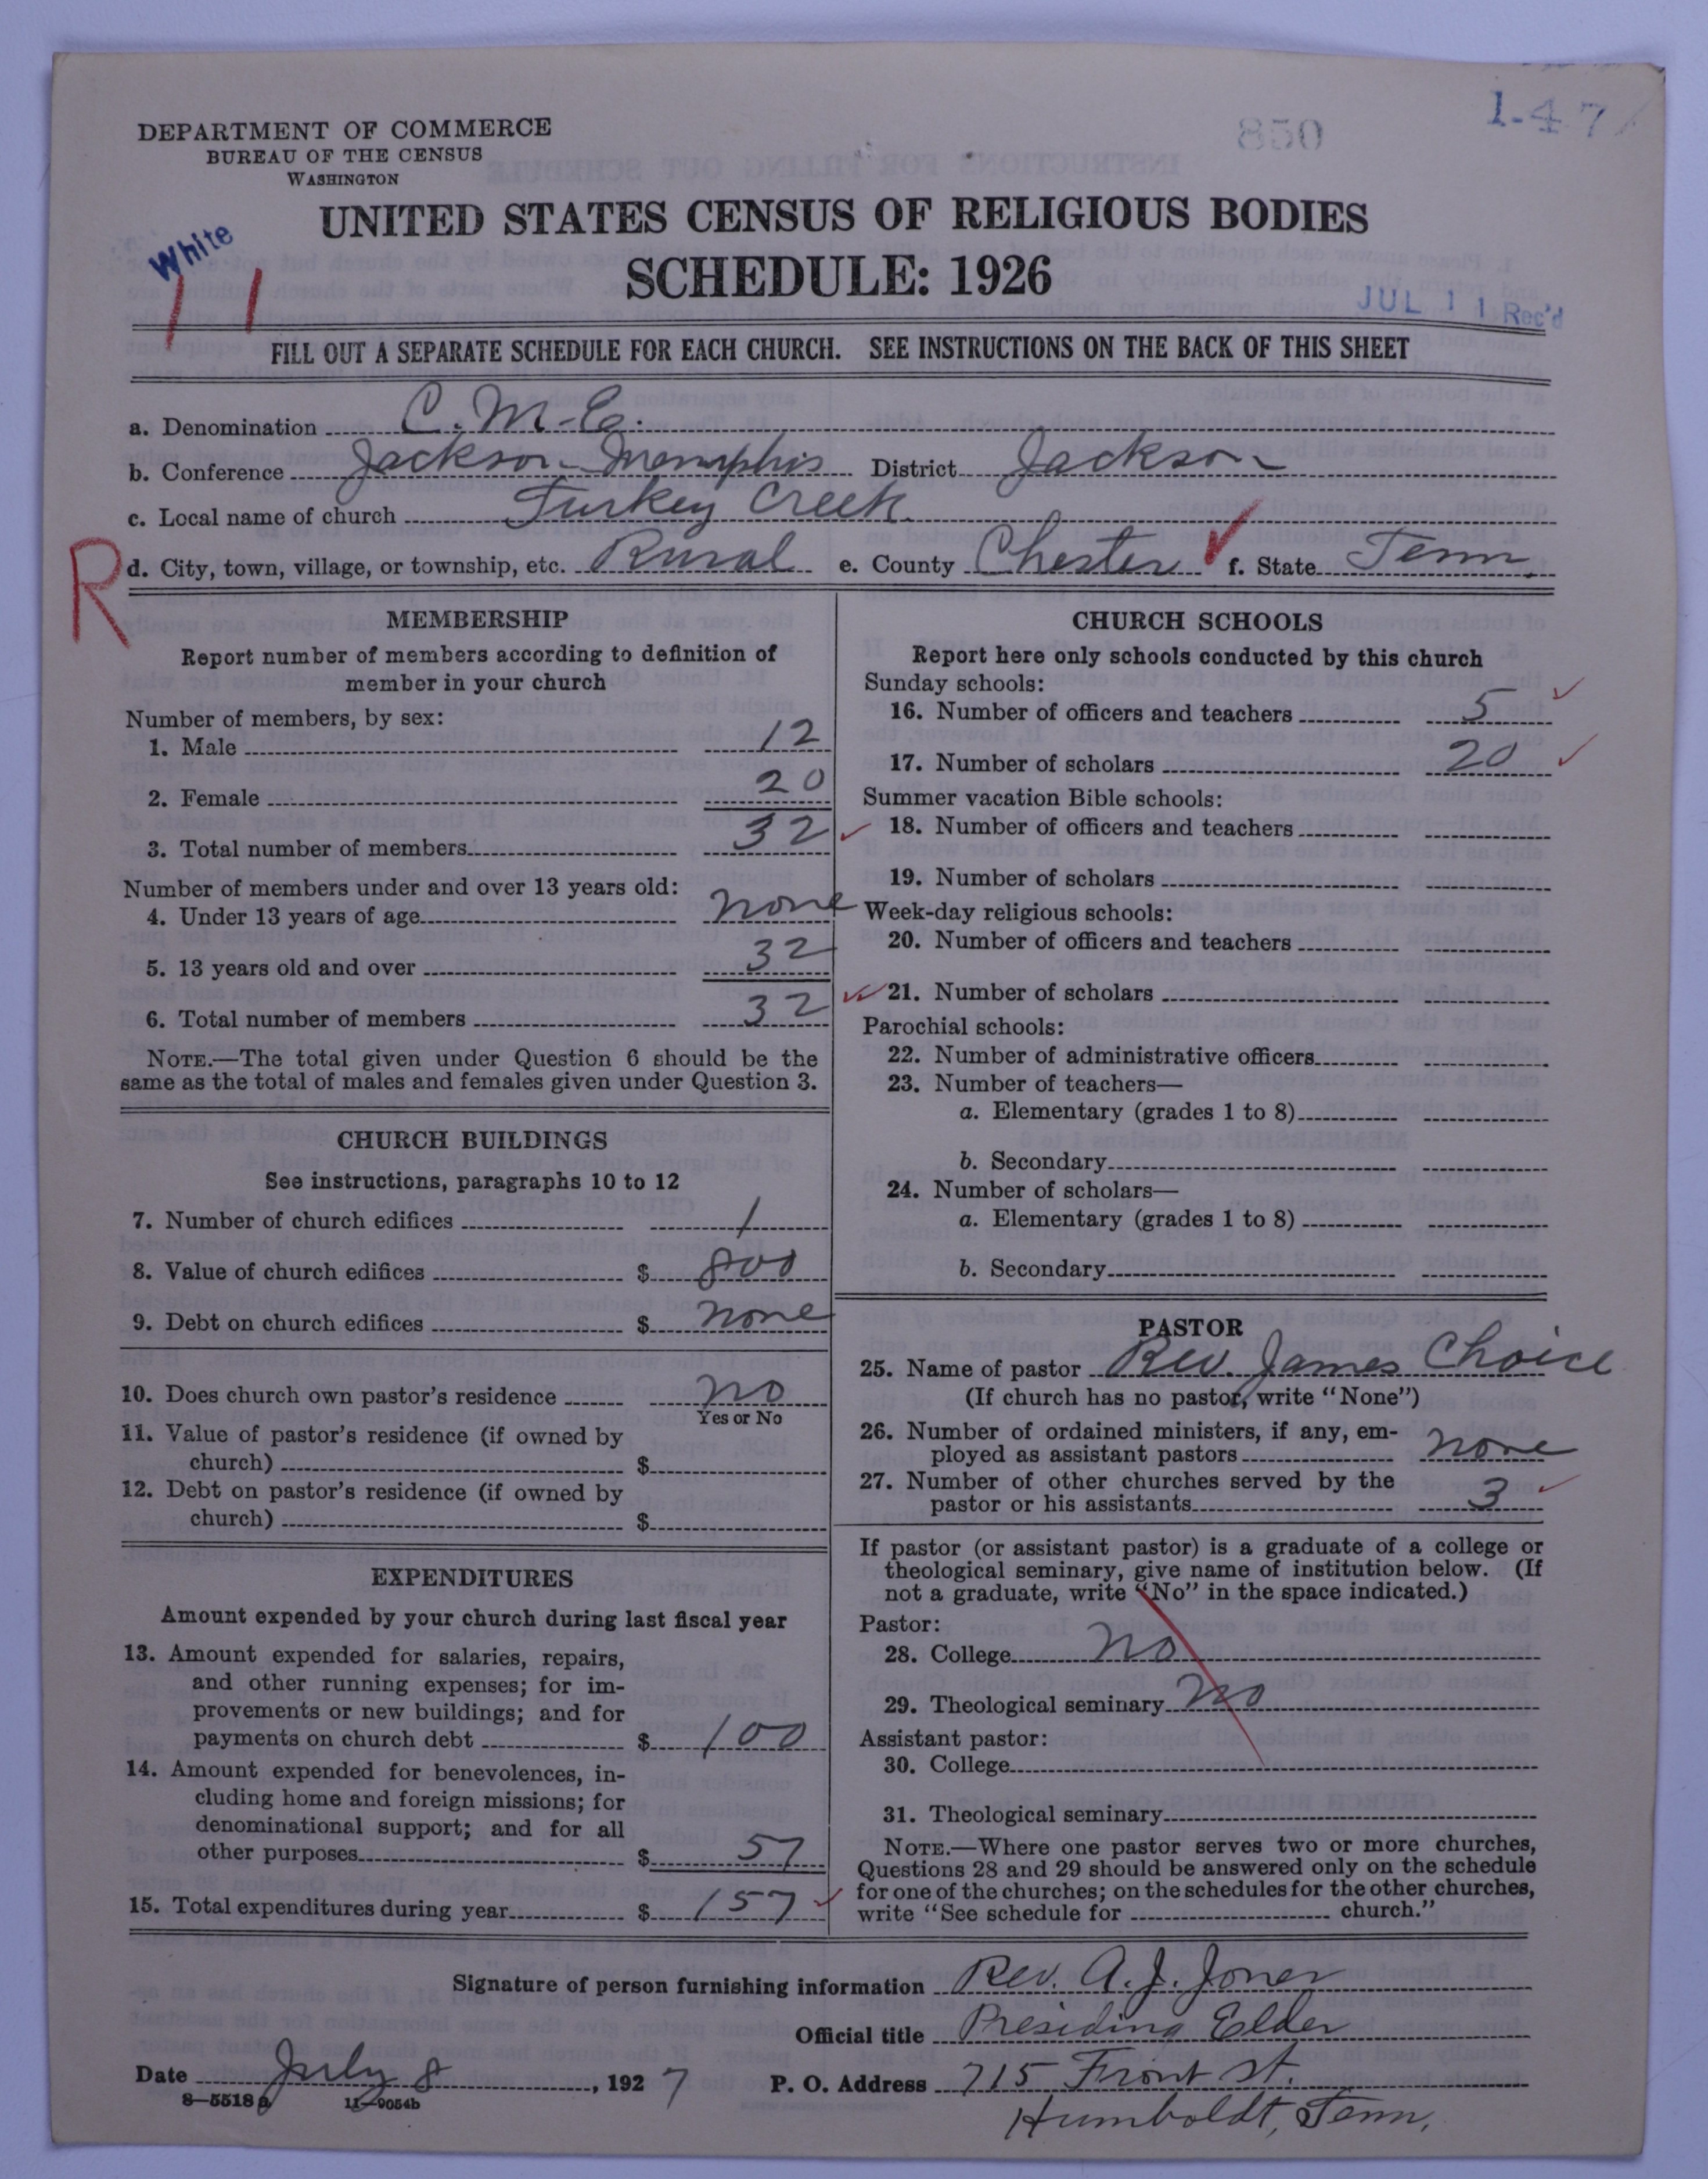 1-47
850
DEPARTMENT OF COMMERCE
BUREAU OF THE CENSUS
WASHINGTON
UNITED STATES CENSUS OF RELIGIOUS BODIES
White
SCHEDULE: 1926
JUL 11 Rec'd
FILL OUT A SEPARATE SCHEDULE FOR EACH CHURCH. SEE INSTRUCTIONS ON THE BACK OF THIS SHEET
a. Denomination C. M. E.
b. Conference Jackson-Memphis District Jackson
c. Local name of church Turkey Creek
R
d. City, town, village, or township, etc. Rural e. County Chester f. State Tenn.
MEMBERSHIP
Report number of members according to definition of
member in your church
Number of members, by sex:
1. Male 12
2. Female 20
3. Total number of members 32
Number of members under and over 13 years old:
4. Under 13 years of age none
5. 13 years old and over 32
6. Total number of members 32
NOTE.—The total given under Question 6 should be the
same as the total of males and females given under Question 3.
CHURCH BUILDINGS
See instructions, paragraphs 10 to 12
7. Number of church edifices 1
8. Value of church edifices $ 800
9. Debt on church edifices $ none
10. Does church own pastor's residence no
Yes or No
11. Value of pastor's residence (if owned by
church) $
12. Debt on pastor's residence (if owned by
church) $
EXPENDITURES
Amount expended by your church during last fiscal year
13. Amount expended for salaries, repairs,
and other running expenses; for im-
provements or new buildings; and for
payments on church debt $ 100
14. Amount expended for benevolences, in-
cluding home and foreign missions; for
denominational support; and for all
other purposes $ 57
15. Total expenditures during year $ 157
CHURCH SCHOOLS
Report here only schools conducted by this church
Sunday schools:
16. Number of officers and teachers 5
17. Number of scholars 20
Summer vacation Bible schools:
18. Number of officers and teachers
19. Number of scholars
Week-day religious schools:
20. Number of officers and teachers
21. Number of scholars
Parochial schools:
22. Number of administrative officers
23. Number of teachers—
a. Elementary (grades 1 to 8)
b. Secondary
24. Number of scholars—
a. Elementary (grades 1 to 8)
b. Secondary
PASTOR
25. Name of pastor Rev. James Choice
(If church has no pastor, write "None")
26. Number of ordained ministers, if any, em-
ployed as assistant pastors none
27. Number of other churches served by the
pastor or his assistants 3
If pastor (or assistant pastor) is a graduate of a college or
theological seminary, give name of institution below. (If
not a graduate, write "No" in the space indicated.)
Pastor:
28. College no
29. Theological seminary no
Assistant pastor:
30. College
31. Theological seminary
NOTE.—Where one pastor serves two or more churches,
Questions 28 and 29 should be answered only on the schedule
for one of the churches; on the schedules for the other churches,
write "See schedule for church."
Signature of person furnishing information Rev. A. J. Jones
Official title Presiding Elder
Date July 8, 1927 P. O. Address 715 Front St.
8—5518a 11—9054b Humboldt, Tenn.